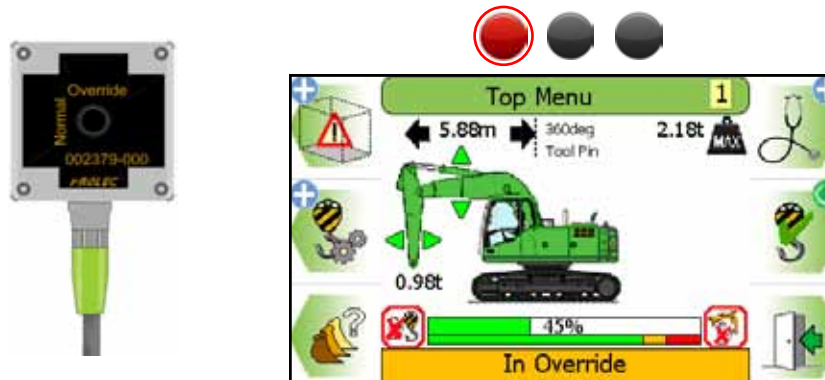 Override
Normal
002379-000
PROLEC
Top Menu
1
5.88m
360deg
Tool Pin
2.18t
MAX
0.98t
45%
In Override